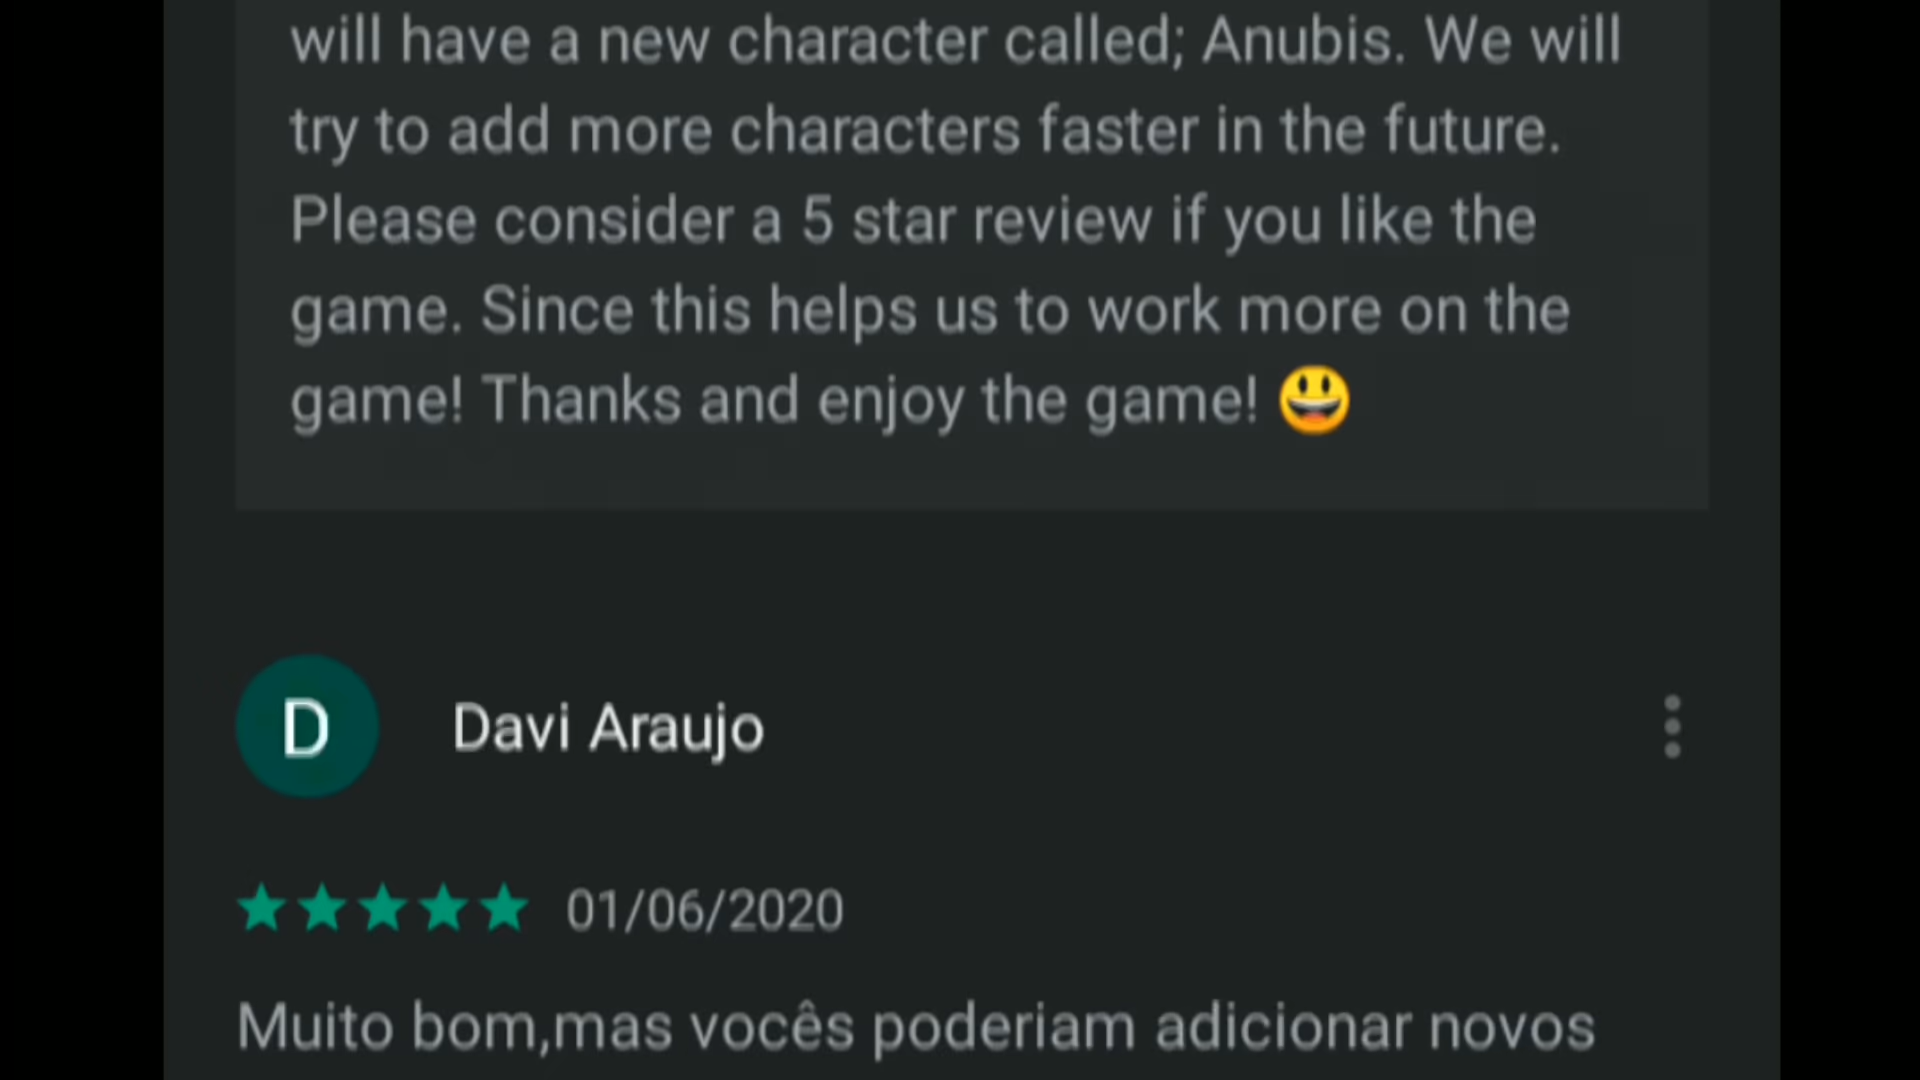 will have a new character called; Anubis. We will
try to add more characters faster in the future.
Please consider a 5 star review if you like the
game. Since this helps us to work more on the
game! Thanks and enjoy the game! 😃
D
Davi Araujo
01/06/2020
Muito bom,mas vocês poderiam adicionar novos